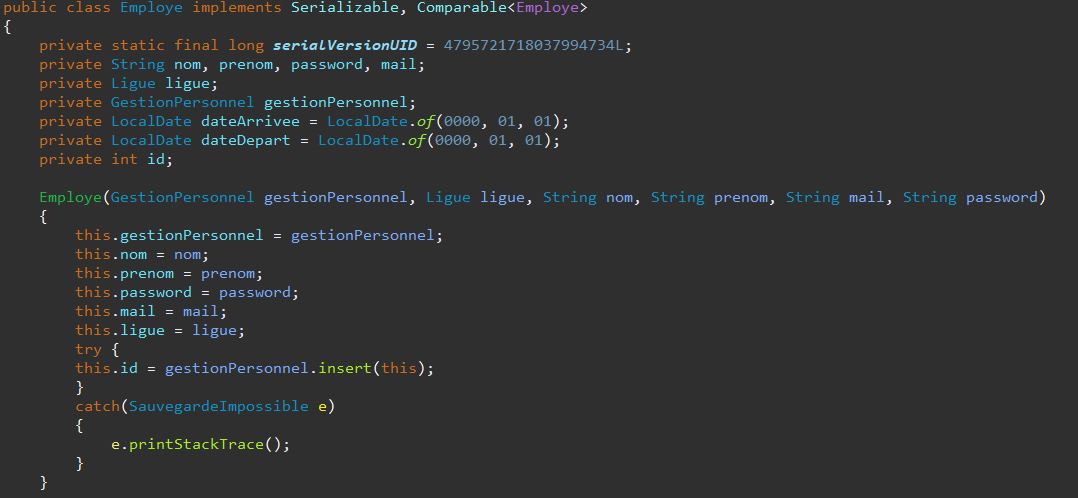 public class Employe implements Serializable, Comparable<Employe>
{
    private static final long serialVersionUID = 4795721718037994734L;
    private String nom, prenom, password, mail;
    private Ligue ligue;
    private GestionPersonnel gestionPersonnel;
    private LocalDate dateArrivee = LocalDate.of(0000, 01, 01);
    private LocalDate dateDepart = LocalDate.of(0000, 01, 01);
    private int id;

    Employe(GestionPersonnel gestionPersonnel, Ligue ligue, String nom, String prenom, String mail, String password)
    {
        this.gestionPersonnel = gestionPersonnel;
        this.nom = nom;
        this.prenom = prenom;
        this.password = password;
        this.mail = mail;
        this.ligue = ligue;
        try {
        this.id = gestionPersonnel.insert(this);
        }
        catch(SauvegardeImpossible e)
        {
            e.printStackTrace();
        }
    }